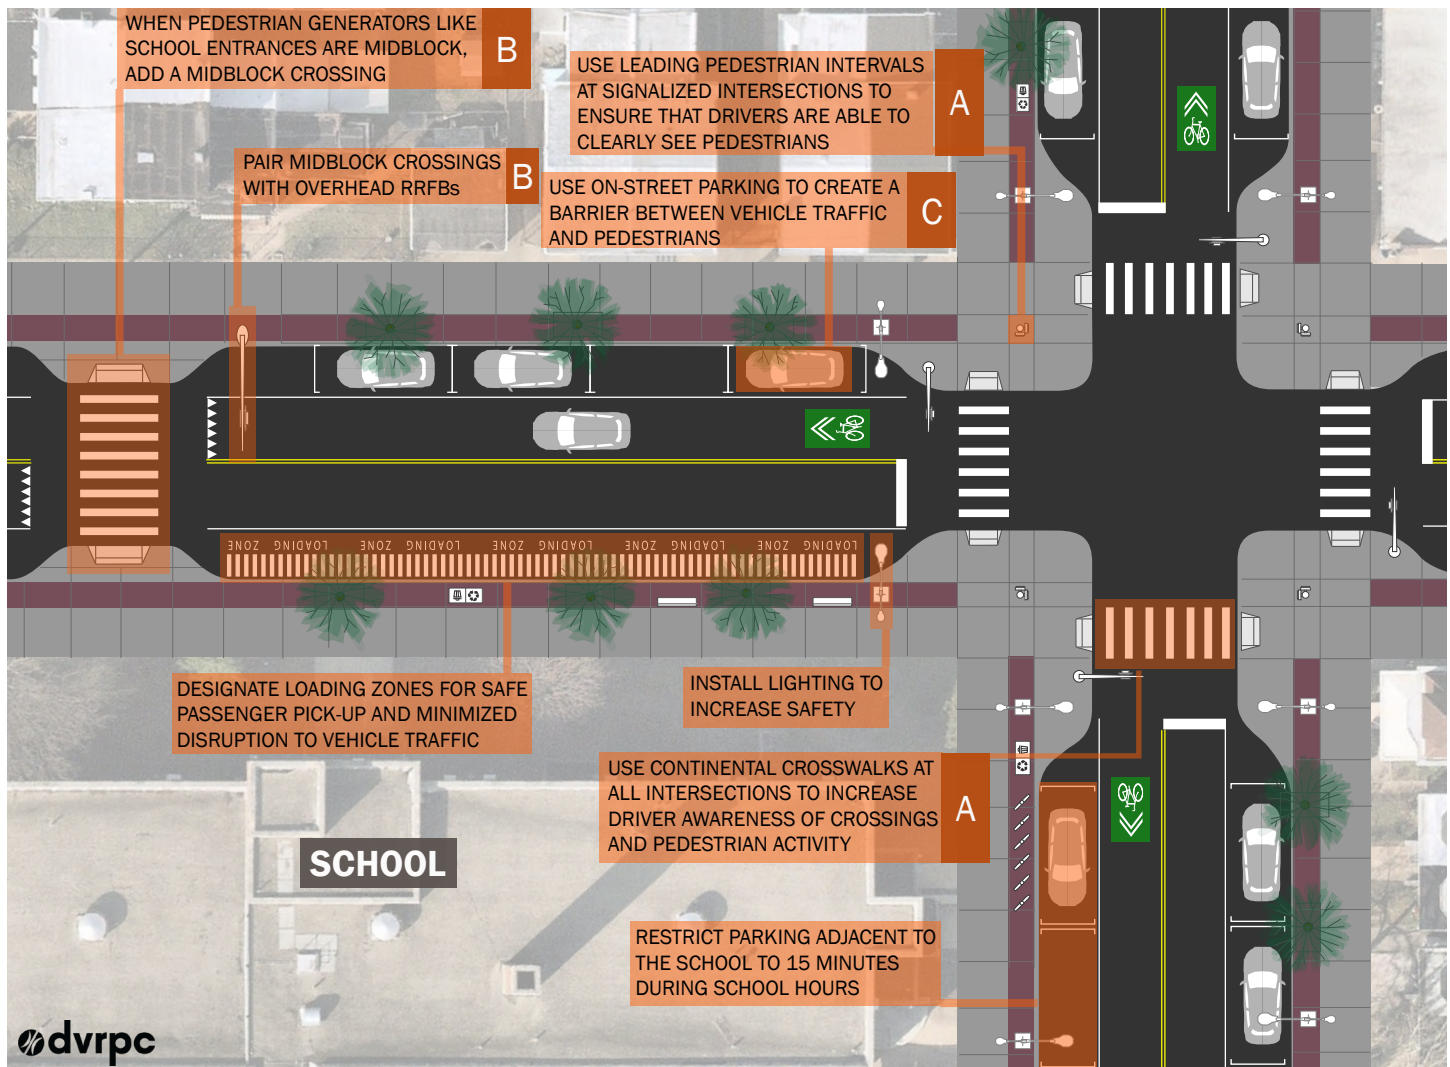 WHEN PEDESTRIAN GENERATORS LIKE
SCHOOL ENTRANCES ARE MIDBLOCK,
ADD A MIDBLOCK CROSSING
B
USE LEADING PEDESTRIAN INTERVALS
AT SIGNALIZED INTERSECTIONS TO
ENSURE THAT DRIVERS ARE ABLE TO
CLEARLY SEE PEDESTRIANS
A
PAIR MIDBLOCK CROSSINGS
WITH OVERHEAD RRFBs
B
USE ON-STREET PARKING TO CREATE A
BARRIER BETWEEN VEHICLE TRAFFIC
AND PEDESTRIANS
C
LOADING ZONE LOADING ZONE LOADING ZONE LOADING ZONE LOADING ZONE
DESIGNATE LOADING ZONES FOR SAFE
PASSENGER PICK-UP AND MINIMIZED
DISRUPTION TO VEHICLE TRAFFIC
INSTALL LIGHTING TO
INCREASE SAFETY
USE CONTINENTAL CROSSWALKS AT
ALL INTERSECTIONS TO INCREASE
DRIVER AWARENESS OF CROSSINGS
AND PEDESTRIAN ACTIVITY
A
SCHOOL
RESTRICT PARKING ADJACENT TO
THE SCHOOL TO 15 MINUTES
DURING SCHOOL HOURS
dvrpc